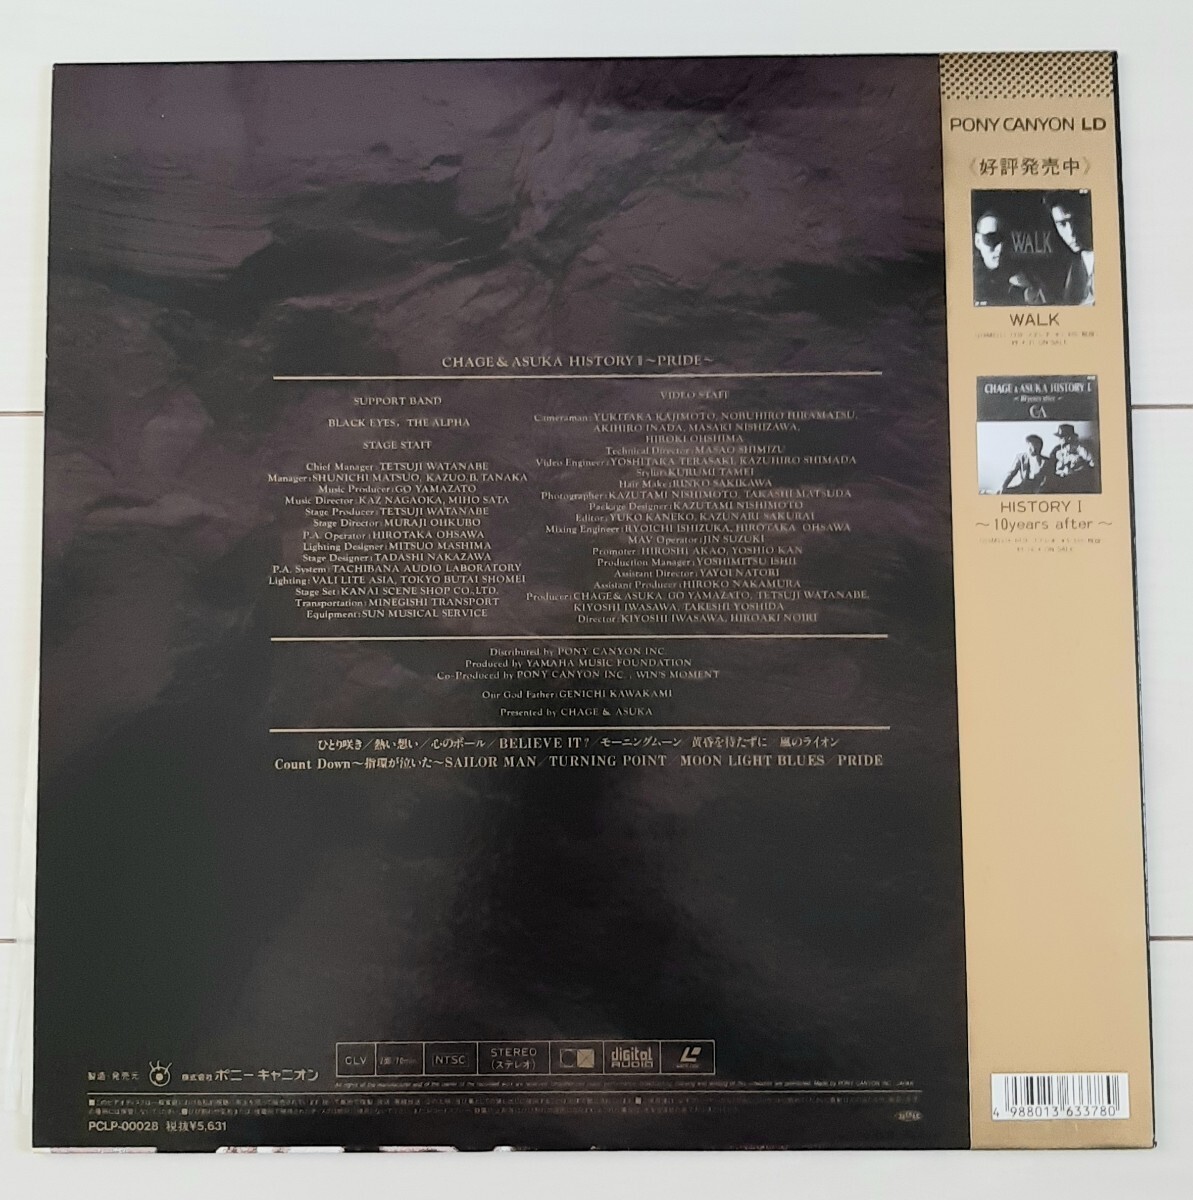 CHAGE & ASUKA HISTORY II ～PRIDE～
SUPPORT BAND
BLACK EYES, THE ALPHA
STAGE STAFF
Chief Manager: TETSUJI WATANABE
Manager: SHUNICHI MATSUO, KAZUO.B. TANAKA
Music Producer: GO YAMAZATO
Music Director: KAZ NAGAOKA, MIHO SATA
Stage Producer: TETSUJI WATANABE
Stage Director: MURAJI OHKUBO
P.A. Operator: HIROTAKA OHSAWA
Lighting Designer: MITSUO MASHIMA
Stage Designer: TADASHI NAKAZAWA
P.A. System: TACHIBANA AUDIO LABORATORY
Lighting: VALI LITE ASIA, TOKYO BUTAI SHOMEI
Stage Set: KANAI SCENE SHOP CO., LTD.
Transportation: MINEGISHI TRANSPORT
Equipment: SUN MUSICAL SERVICE
VIDEO STAFF
Cameraman: YUKITAKA KAJIMOTO, NOBUHIRO HIRAMATSU,
AKIHIRO INADA, MASAKI NISHIZAWA,
HIROKI OHSHIMA
Technical Director: MASAO SHIMIZU
Video Engineer: YOSHITAKA TERASAKI, KAZUHIRO SHIMADA
Stylist: KURUMI TAMEI
Hair Make: RUNKO SAKIKAWA
Photographer: KAZUTAMI NISHIMOTO, TAKASHI MATSUDA
Package Designer: KAZUTAMI NISHIMOTO
Editor: YUKO KANEKO, KAZUNARI SAKURAI
Mixing Engineer: RYOICHI ISHIZUKA, HIROTAKA OHSAWA
MAV Operator: JIN SUZUKI
Promoter: HIROSHI AKAO, YOSHIO KAN
Production Manager: YOSHIMITSU ISHII
Assistant Director: YAYOI NATORI
Assistant Producer: HIROKO NAKAMURA
Producer: CHAGE & ASUKA, GO YAMAZATO, TETSUJI WATANABE,
KIYOSHI IWASAWA, TAKESHI YOSHIDA
Director: KIYOSHI IWASAWA, HIROAKI NOIRI
Distributed by PONY CANYON INC.
Produced by YAMAHA MUSIC FOUNDATION
Co-Produced by PONY CANYON INC., WIN'S MOMENT
Our God Father: GENICHI KAWAKAMI
Presented by CHAGE & ASUKA
ひとり咲き／熱い想い／心のボール／BELIEVE IT?／モーニングムーン 黄昏を待たずに 風のライオン
Count Down～指環が泣いた～SAILOR MAN／TURNING POINT MOON LIGHT BLUES／PRIDE
CLV
NTSC
STEREO
(ステレオ)
digital
AUDIO
製造・発売元 株式会社ポニーキャニオン
PCLP-00028 税抜¥5,631
PONY CANYON LD
《好評発売中》
WALK
C&A
WALK
CHAGE & ASUKA HISTORY I
～10years after～
C&A
HISTORY I
～10years after～
4 988013 633780